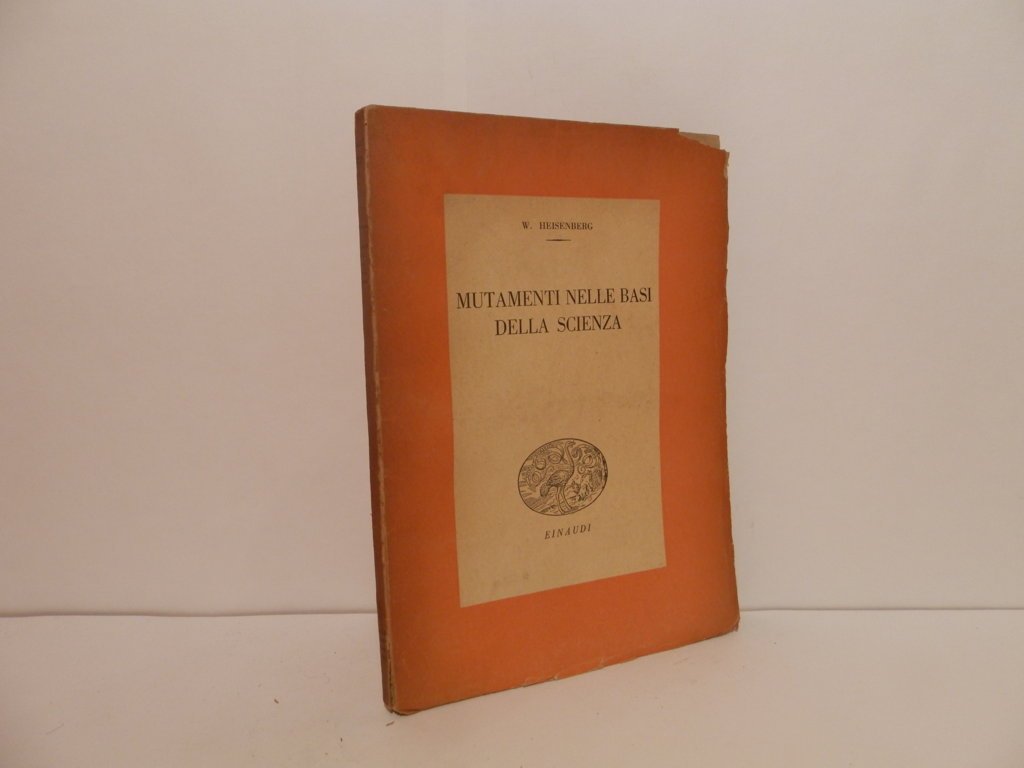 W. HEISENBERG
MUTAMENTI NELLE BASI
DELLA SCIENZA
EINAUDI